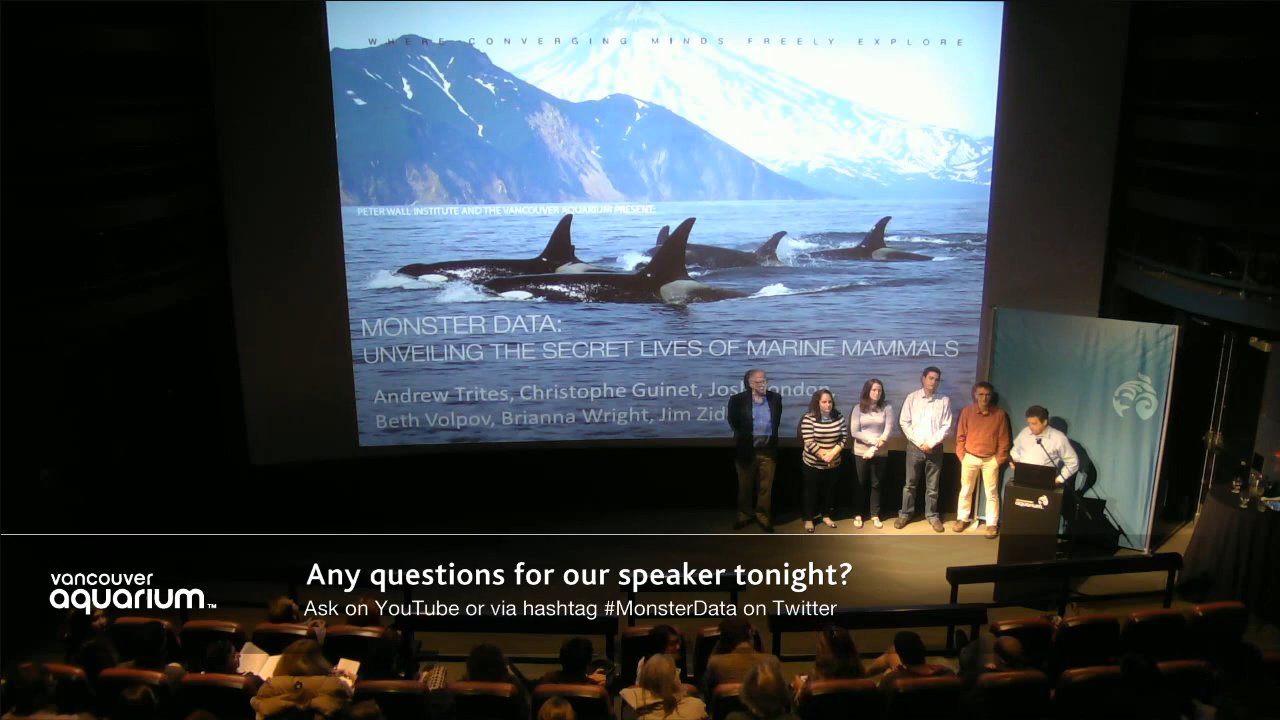 WHERE CONVERGING MINDS FREELY EXPLORE
PETER WALL INSTITUTE AND THE VANCOUVER AQUARIUM PRESENT:
MONSTER DATA:
UNVEILING THE SECRET LIVES OF MARINE MAMMALS
Andrew Trites, Christophe Guinet,
Beth Volpov, Brianna Wright, Jim
vancouver
aquarium™
Any questions for our speaker tonight?
Ask on YouTube or via hashtag #MonsterData on Twitter